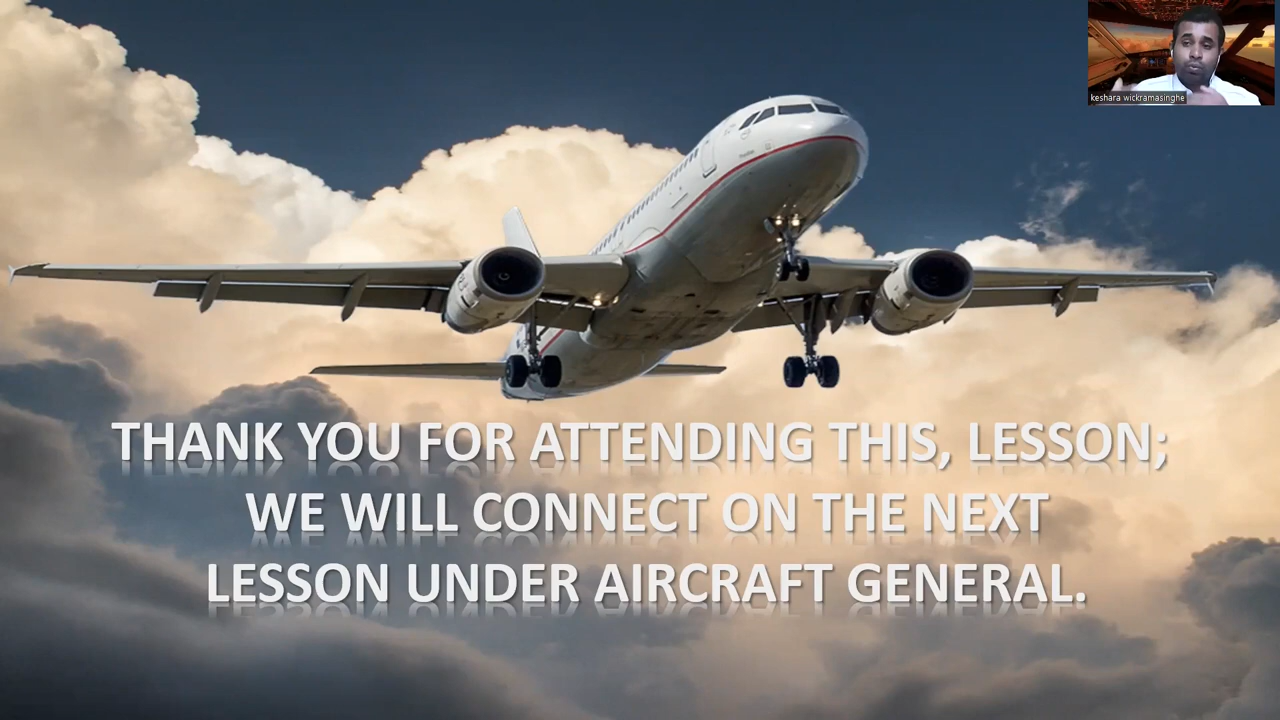 keshara wickramasinghe
THANK YOU FOR ATTENDING THIS, LESSON;
WE WILL CONNECT ON THE NEXT
LESSON UNDER AIRCRAFT GENERAL.